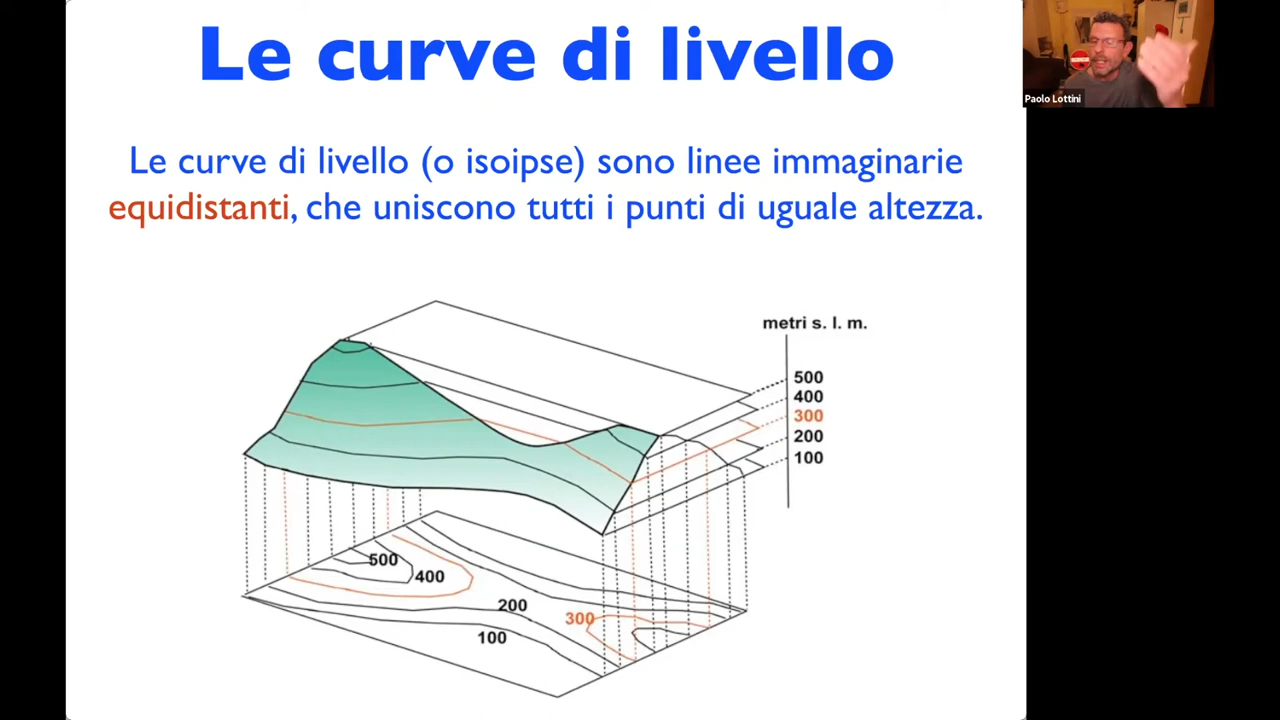 Le curve di livello
Le curve di livello (o isoipse) sono linee immaginarie
equidistanti, che uniscono tutti i punti di uguale altezza.
metri s. l. m.
500
400
300
200
100
500
400
200
300
100
Paolo Lottini